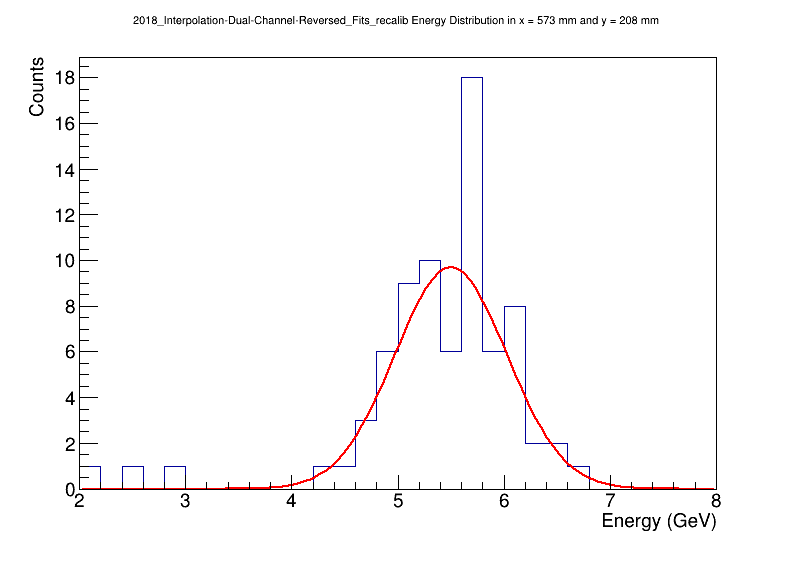 2018_Interpolation-Dual-Channel-Reversed_Fits_recalib Energy Distribution in x = 573 mm and y = 208 mm
Counts
18
16
14
12
10
8
6
4
2
0
2 3 4 5 6 7 8
Energy (GeV)